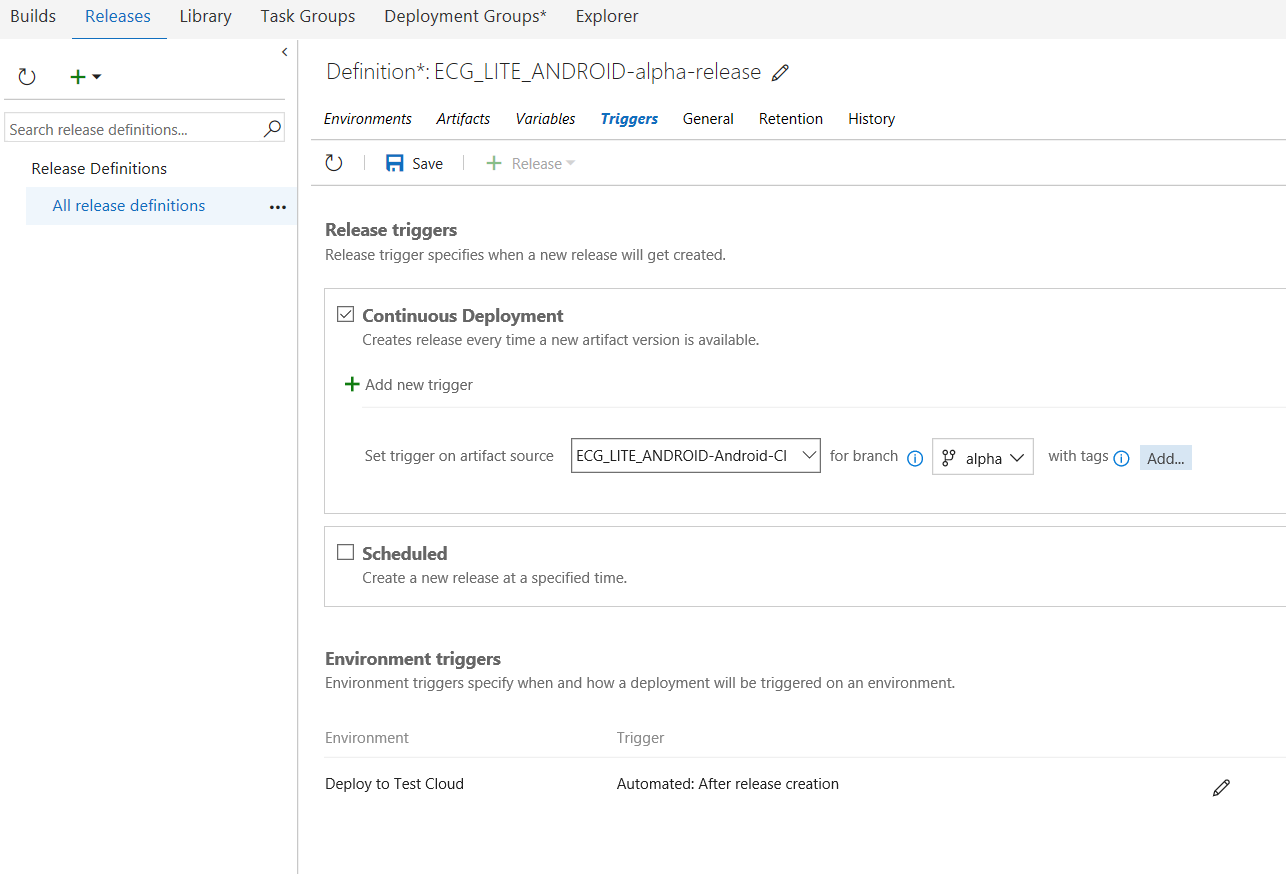 Builds Releases Library Task Groups Deployment Groups* Explorer
Search release definitions...
Release Definitions
All release definitions
Definition*: ECG_LITE_ANDROID-alpha-release
Environments Artifacts Variables Triggers General Retention History
Save Release
Release triggers
Release trigger specifies when a new release will get created.
Continuous Deployment
Creates release every time a new artifact version is available.
Add new trigger
Set trigger on artifact source ECG_LITE_ANDROID-Android-CI for branch alpha with tags Add...
Scheduled
Create a new release at a specified time.
Environment triggers
Environment triggers specify when and how a deployment will be triggered on an environment.
Environment Trigger
Deploy to Test Cloud Automated: After release creation